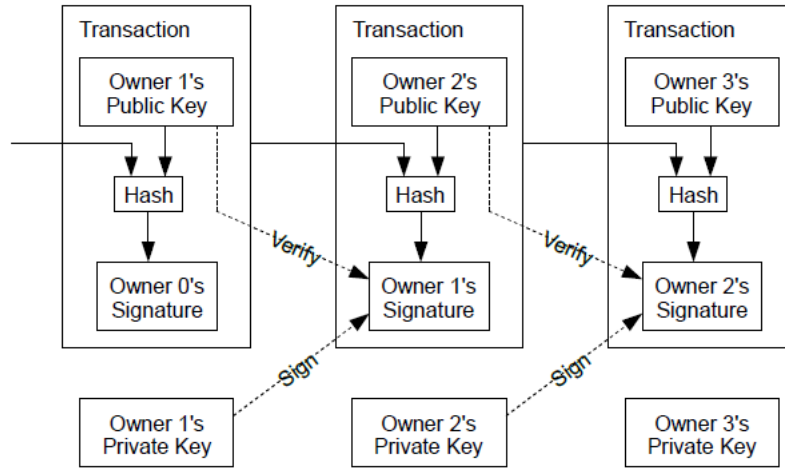 Transaction
Owner 1's
Public Key
Hash
Owner 0's
Signature
Verify
Transaction
Owner 2's
Public Key
Hash
Owner 1's
Signature
Verify
Transaction
Owner 3's
Public Key
Hash
Owner 2's
Signature
Sign
Sign
Owner 1's
Private Key
Owner 2's
Private Key
Owner 3's
Private Key